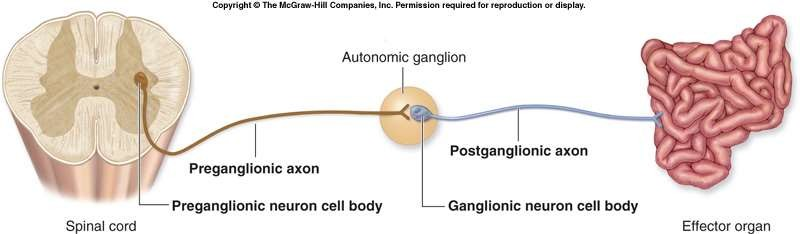 Copyright © The McGraw-Hill Companies, Inc. Permission required for reproduction or display.
Autonomic ganglion
Preganglionic axon
Postganglionic axon
Preganglionic neuron cell body
Ganglionic neuron cell body
Spinal cord
Effector organ